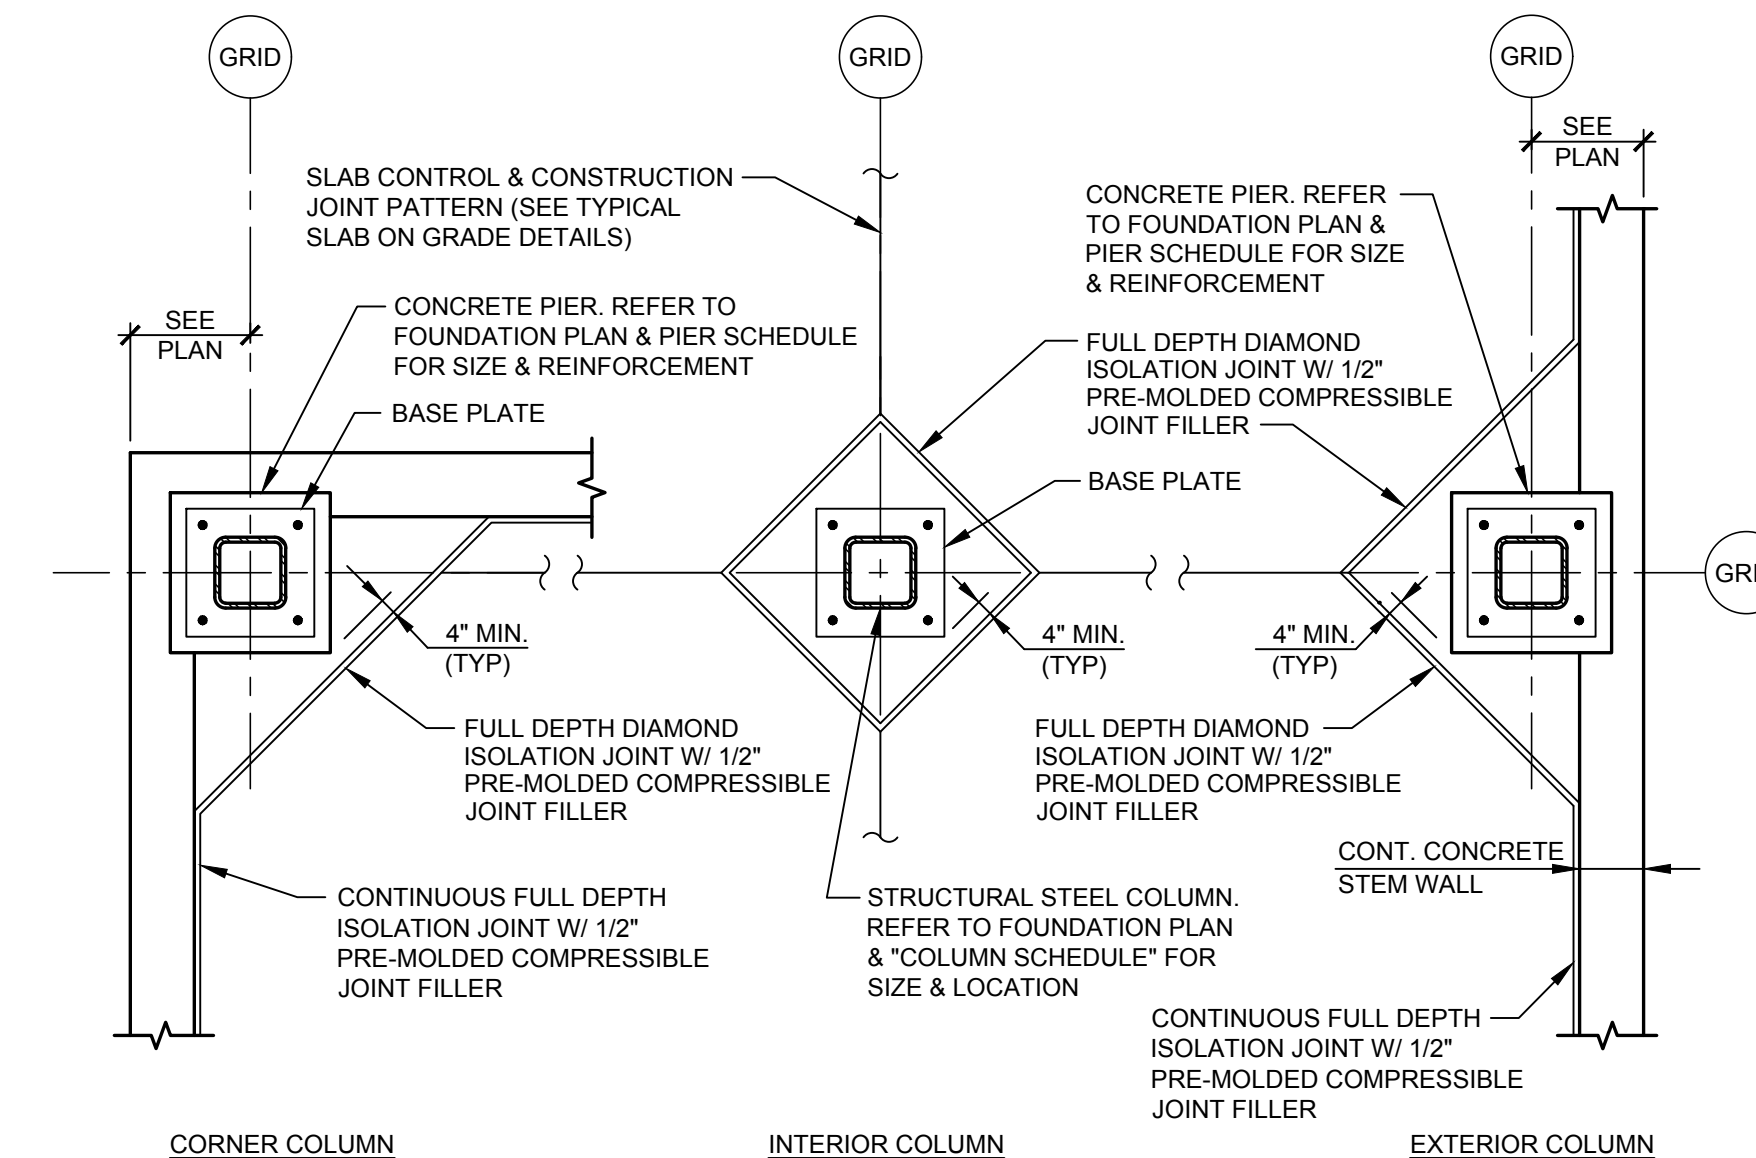 GRID
GRID
GRID
SEE
PLAN
SLAB CONTROL & CONSTRUCTION
JOINT PATTERN (SEE TYPICAL
SLAB ON GRADE DETAILS)
CONCRETE PIER. REFER
TO FOUNDATION PLAN &
PIER SCHEDULE FOR SIZE
& REINFORCEMENT
SEE
PLAN
CONCRETE PIER. REFER TO
FOUNDATION PLAN & PIER SCHEDULE
FOR SIZE & REINFORCEMENT
BASE PLATE
FULL DEPTH DIAMOND
ISOLATION JOINT W/ 1/2"
PRE-MOLDED COMPRESSIBLE
JOINT FILLER
BASE PLATE
4" MIN.
(TYP)
4" MIN.
(TYP)
4" MIN.
(TYP)
FULL DEPTH DIAMOND
ISOLATION JOINT W/ 1/2"
PRE-MOLDED COMPRESSIBLE
JOINT FILLER
FULL DEPTH DIAMOND
ISOLATION JOINT W/ 1/2"
PRE-MOLDED COMPRESSIBLE
JOINT FILLER
CONT. CONCRETE
STEM WALL
CONTINUOUS FULL DEPTH
ISOLATION JOINT W/ 1/2"
PRE-MOLDED COMPRESSIBLE
JOINT FILLER
STRUCTURAL STEEL COLUMN.
REFER TO FOUNDATION PLAN
& "COLUMN SCHEDULE" FOR
SIZE & LOCATION
CONTINUOUS FULL DEPTH
ISOLATION JOINT W/ 1/2"
PRE-MOLDED COMPRESSIBLE
JOINT FILLER
CORNER COLUMN
INTERIOR COLUMN
EXTERIOR COLUMN